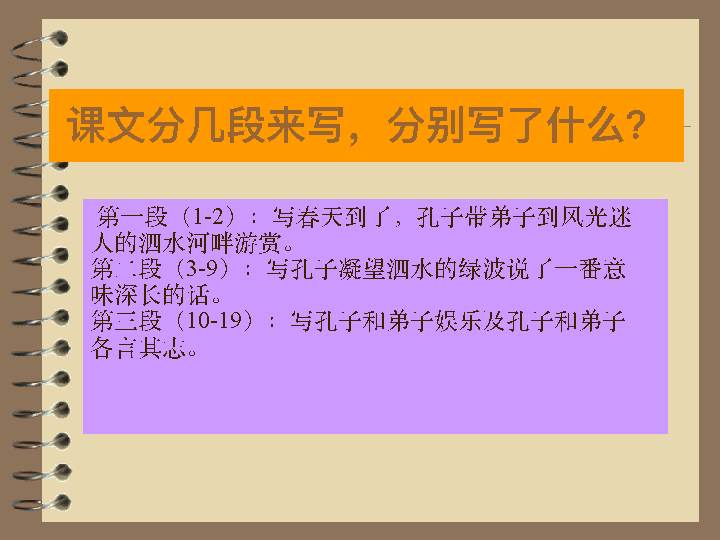 课文分几段来写，分别写了什么？
第一段（1-2）：写春天到了，孔子带弟子到风光迷
人的泗水河畔游赏。
第二段（3-9）：写孔子凝望泗水的绿波说了一番意
味深长的话。
第三段（10-19）：写孔子和弟子娱乐及孔子和弟子
各言其志。